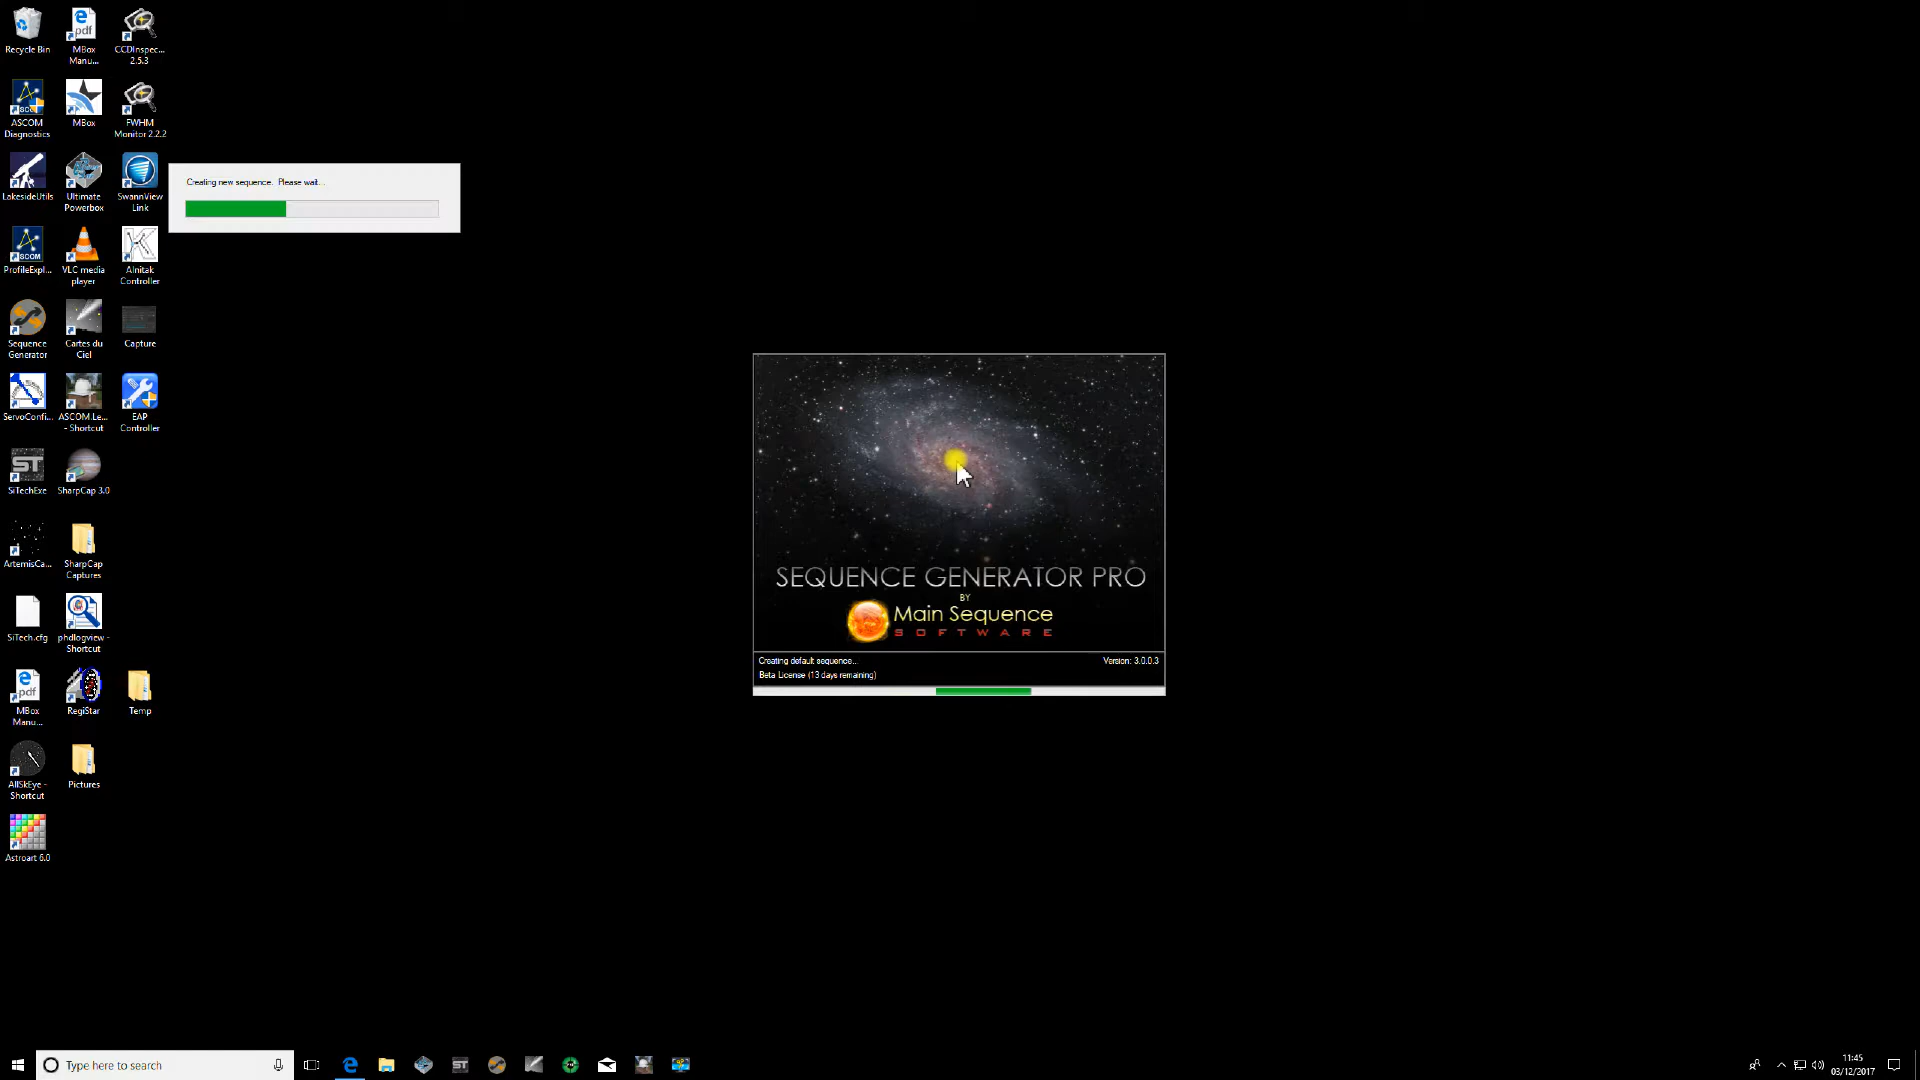 Recycle Bin
MBox
Manu...
CCDInspec...
2.5.3
ASCOM
Diagnostics
MBox
FWHM
Monitor 2.2.2
LakesideUtils
Ultimate
Powerbox
SwannView
Link
ProfileExpl...
VLC media
player
Alnitak
Controller
Sequence
Generator
Cartes du
Ciel
Capture
ServoConfi...
ASCOM.Le...
- Shortcut
EAP
Controller
SiTechExe
SharpCap 3.0
ArtemisCa...
SharpCap
Captures
SiTech.cfg
phdlogview -
Shortcut
MBox
Manu...
RegiStar
Temp
AllSkEye -
Shortcut
Pictures
Astroart 6.0
Creating new sequence. Please wait...
SEQUENCE GENERATOR PRO
BY
Main Sequence
SOFTWARE
Creating default sequence...
Version: 3.0.0.3
Beta License (13 days remaining)
Type here to search
11:45
03/12/2017